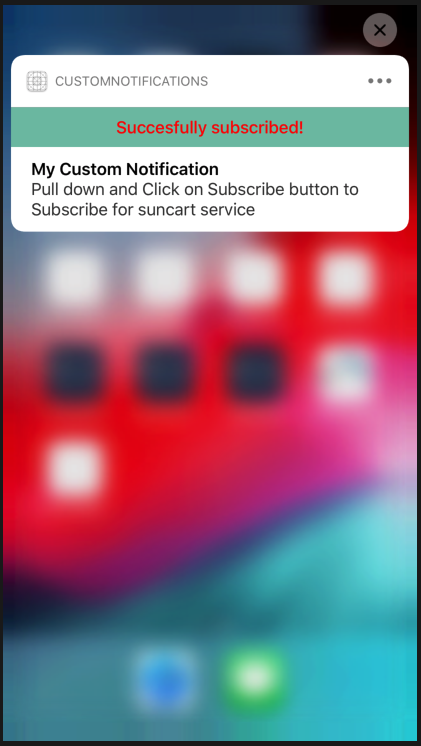 CUSTOMNOTIFICATIONS
Succesfully subscribed!
My Custom Notification
Pull down and Click on Subscribe button to
Subscribe for suncart service